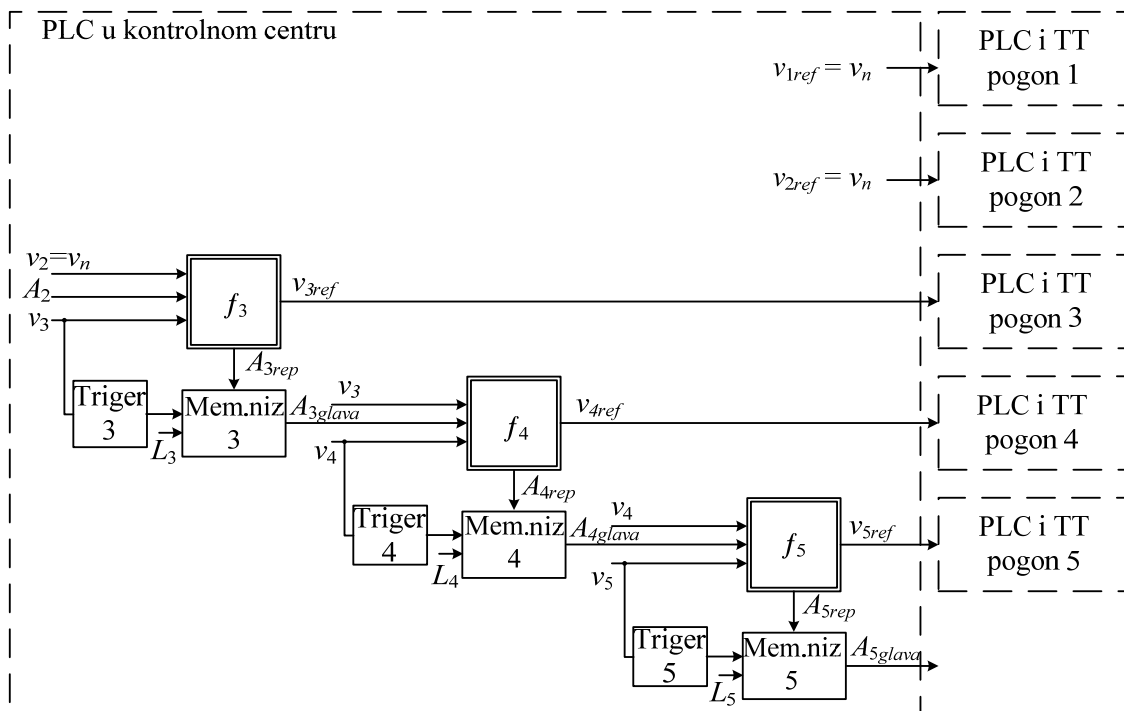 PLC u kontrolnom centru
PLC i TT
pogon 1
v1ref = vn
PLC i TT
pogon 2
v2ref = vn
v2=vn
A2
v3
f3
v3ref
PLC i TT
pogon 3
A3rep
Triger
3
L3
Mem.niz
3
A3glava
v3
v4
f4
v4ref
PLC i TT
pogon 4
A4rep
Triger
4
L4
Mem.niz
4
A4glava
v4
v5
f5
v5ref
PLC i TT
pogon 5
A5rep
Triger
5
L5
Mem.niz
5
A5glava